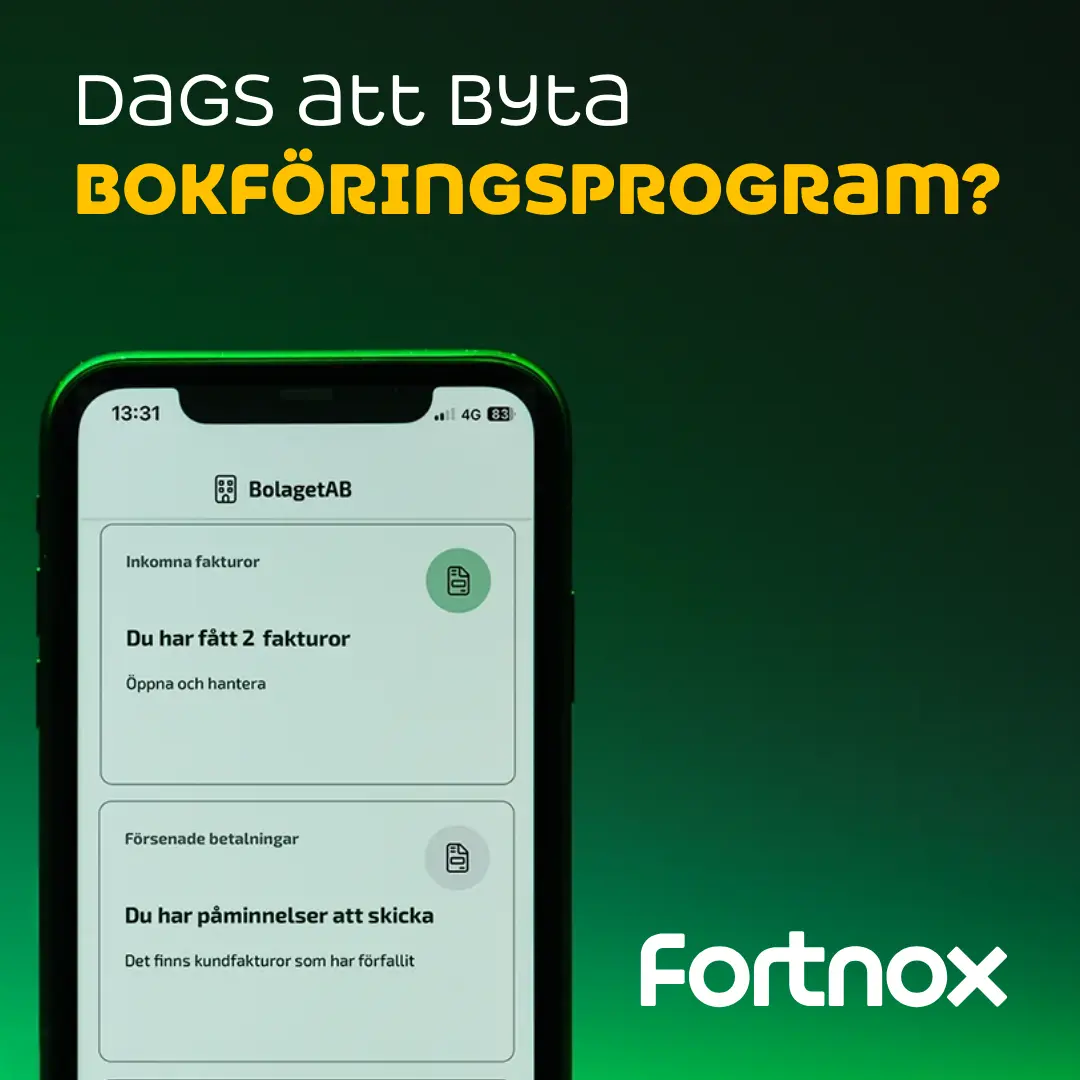 Dags att byta
BOKFÖRINGSPROGRam?
13:31
4G 83
BolagetAB
Inkomna fakturor
Du har fått 2 fakturor
Öppna och hantera
Försenade betalningar
Du har påminnelser att skicka
Det finns kundfakturor som har förfallit
Fortnox